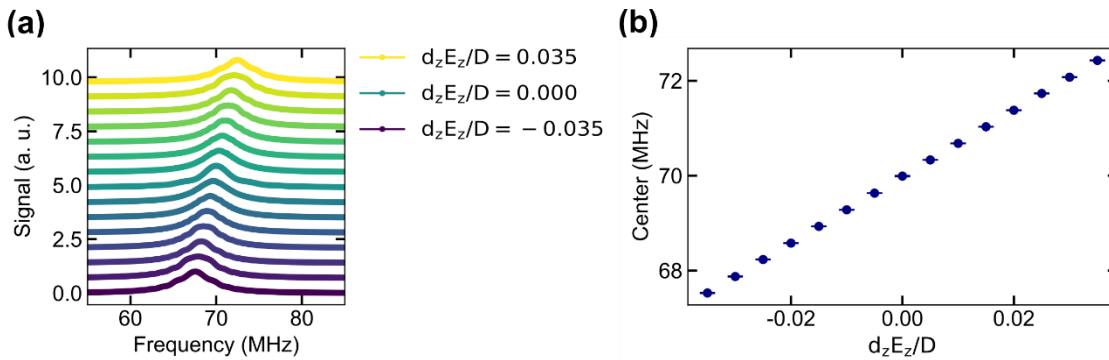 (a)
10.0
7.5
5.0
2.5
0.0
Signal (a. u.)
60
70
80
Frequency (MHz)
d_zE_z/D = 0.035
d_zE_z/D = 0.000
d_zE_z/D = − 0.035
(b)
72
70
68
Center (MHz)
-0.02
0.00
0.02
d_zE_z/D